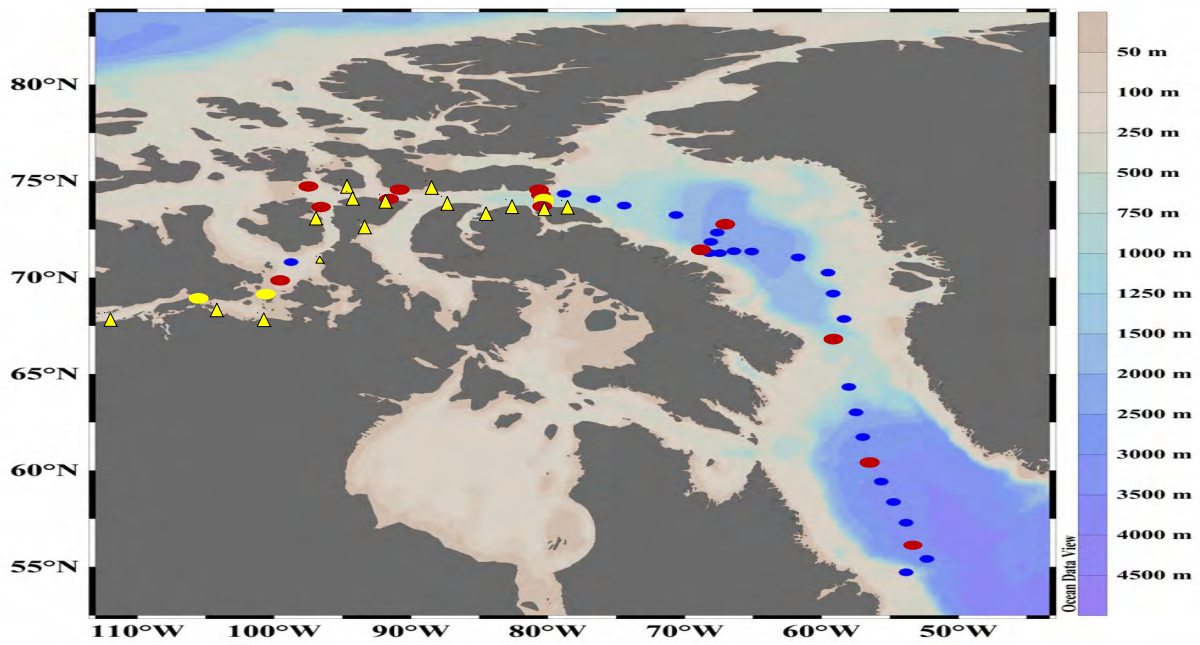 80°N
75°N
70°N
65°N
60°N
55°N
110°W 100°W 90°W 80°W 70°W 60°W 50°W
50 m
100 m
250 m
500 m
750 m
1000 m
1250 m
1500 m
2000 m
2500 m
3000 m
3500 m
4000 m
4500 m
Ocean Data View